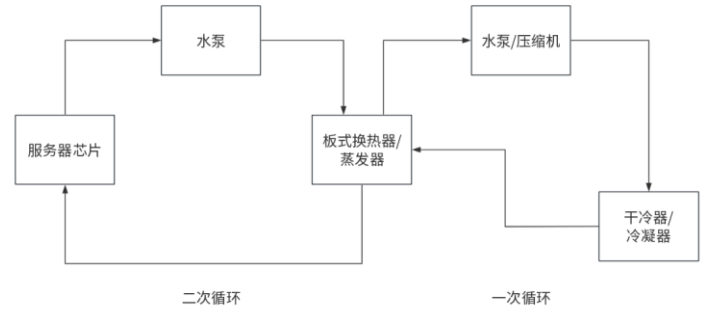 水泵
水泵/压缩机
服务器芯片
板式换热器/
蒸发器
干冷器/
冷凝器
二次循环
一次循环